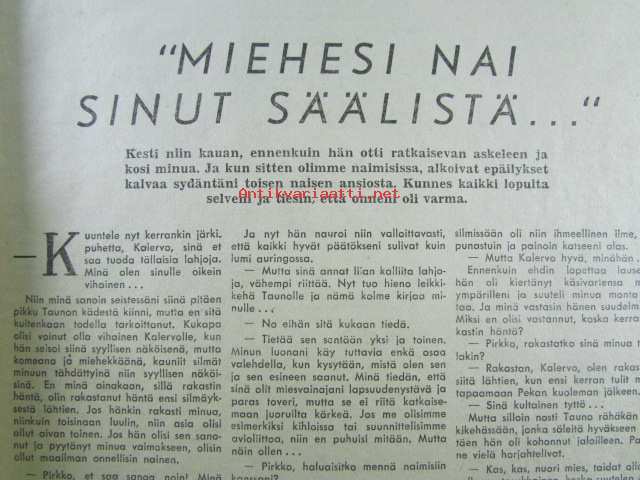 "MIEHESI NAI
SINUT SÄÄLISTÄ..."
Kesti niin kauan, ennenkuin hän otti ratkaisevan askeleen ja
kosi minua. Ja kun sitten olimme naimisissa, alkoivat epäilykset
kalvaa sydäntäni toisen naisen ansiosta. Kunnes kaikki lopulta
selveni ja tiesin, että onneni oli varma.
Antikvariaatti.net
—Kuuntele nyt kerrankin järki-
puhetta, Kalervo, sinä et
saa tuoda tällaisia lahjoja.
Minä olen sinulle oikein
vihainen . . .
Niin minä sanoin seistessäni siinä pitäen
pikku Taunon kädestä kiinni, mutta en sitä
kuitenkaan todella tarkoittanut. Kukapa
olisi voinut olla vihainen Kalervolle, kun
hän seisoi siinä syyllisen näköisenä, mutta
komeana ja miehekkäänä, kauniit silmät
minuun tähdättyinä niin syyllisen näköi-
sinä. En minä ainakaan, sillä rakastin
häntä, olin rakastanut häntä ensi silmäyk-
sestä lähtien. Jos hänkin rakasti minua,
niinkuin toisinaan luulin, niin asia olisi
ollut aivan toinen. Jos hän olisi sen sano-
nut ja pyytänyt minua vaimokseen, olisin
ollut maailman onnellisin nainen.
— Pirkko, et saa sanoa noin! Minä
Ja nyt hän nauroi niin valloittavasti,
että kaikki hyvät päätökseni sulivat kuin
lumi auringossa.
— Mutta sinä annat liian kalliita lahjo-
ja, vähempi riittää. Nyt tuo hieno leikki-
kehä Taunolle ja nämä kolme kirjaa mi-
nulle . . .
— No eihän sitä kukaan tiedä.
— Tietää sen santään yksi ja toinen.
Minun luonani käy tuttavia enkä osaa
valehdella, kun kysytään, mistä olen sen
ja sen esineen saanut. Minä tiedän, että
sinä olit miesvainajani lapsuudenystävä ja
paras toveri, mutta se ei riitä katkaise-
maan juoruilta kärkeä. Jos me olisimme
esimerkiksi kihloissa tai suunnittelisimme
avioliittoa, niin en puhuisi mitään. Mutta
näin ollen . . .
— Pirkko, haluaisitko mennä naimisiin
kanssani?
silmissään oli niin ihmeellinen ilme,
punastuin ja painoin katseeni alas.
— Mutta Kalervo hyvä, minähän . .
Ennenkuin ehdin lopettaa lause
hän oli kiertänyt käsivartensa m
ympärilleni ja suuteli minua monta
taa. Ja minä vastasin hänen suudelm
Miksi en olisi vastannut, koska erra
kastin häntä?
— Pirkko, rakastatko sinä minua t
lakin?
— Rakastan, Kalervo, olen rakas
siitä lähtien, kun ensi kerran tulit m
tapaamaan Pekan kuoleman jälkeen.
— Sinä kultainen tyttö . . .
Mutta silloin nosti Tauno rähäkän
kikehässään, jonka säleitä hyväkseen
täen hän oli kohonnut jaloilleen. Pa
ne vielä harjoittelivat.
— Kas, kas, nuori mies, taidat olla